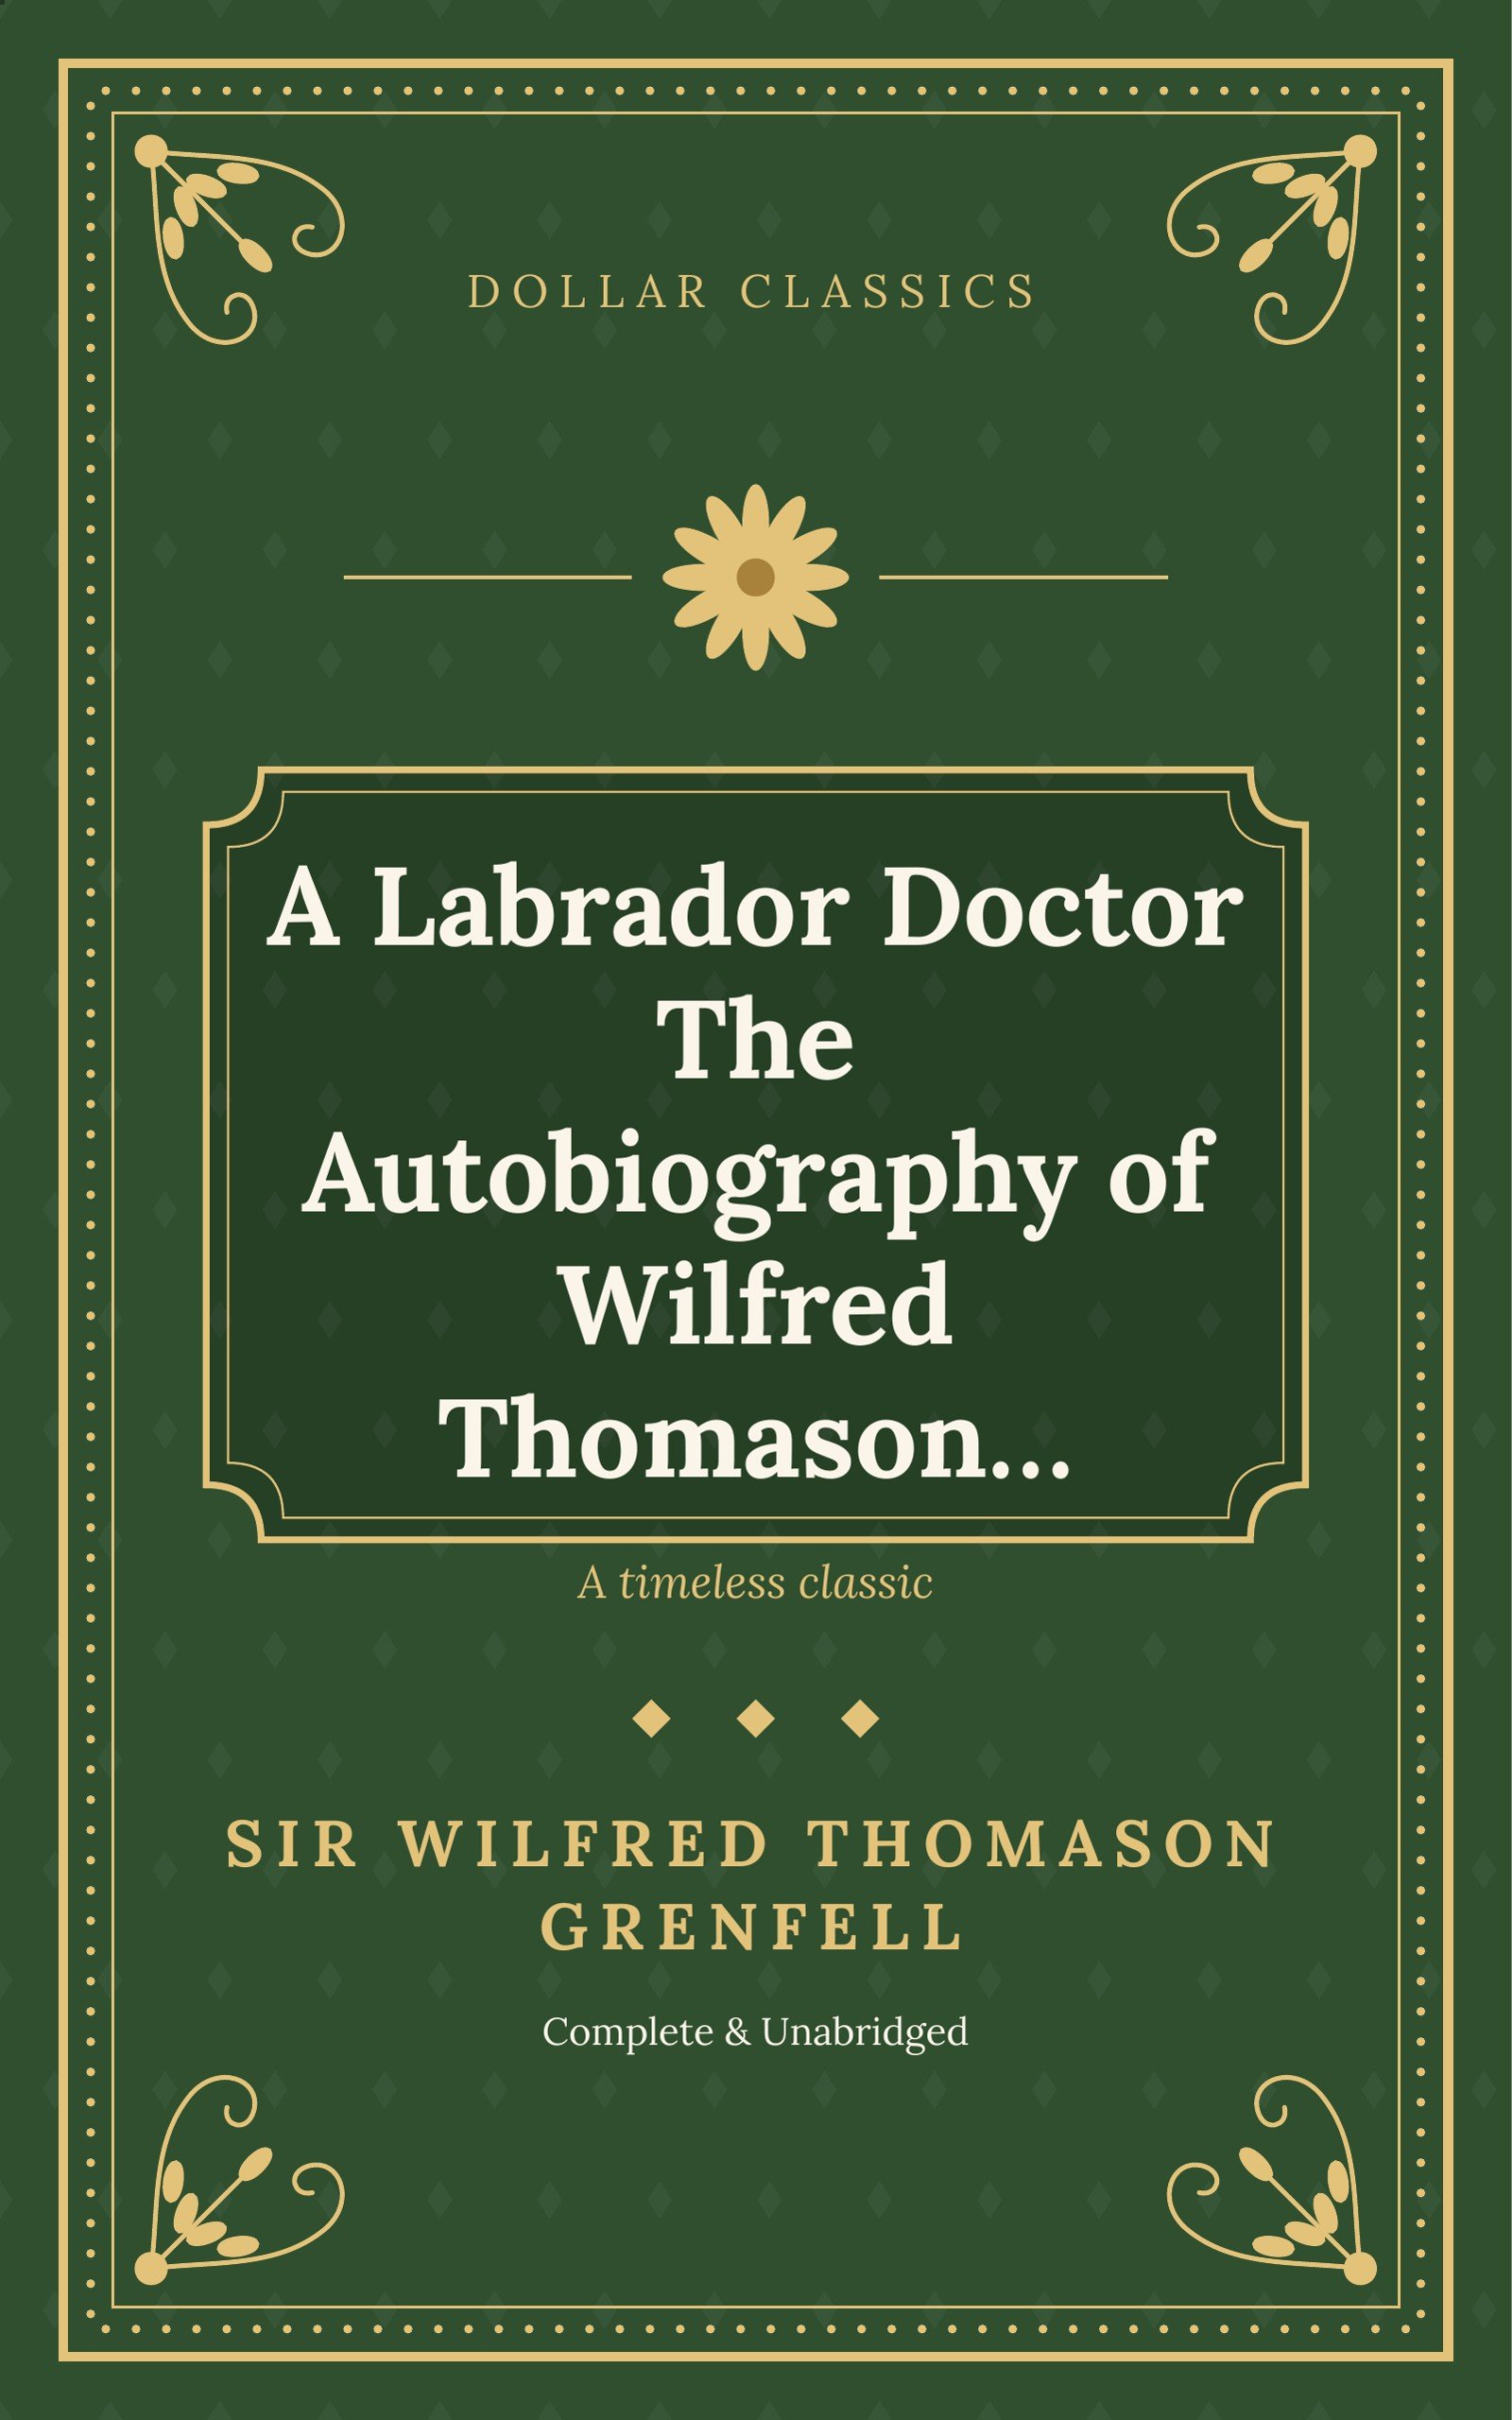 DOLLAR CLASSICS
A Labrador Doctor
The
Autobiography of
Wilfred
Thomason...
A timeless classic
SIR WILFRED THOMASON
GRENFELL
Complete & Unabridged